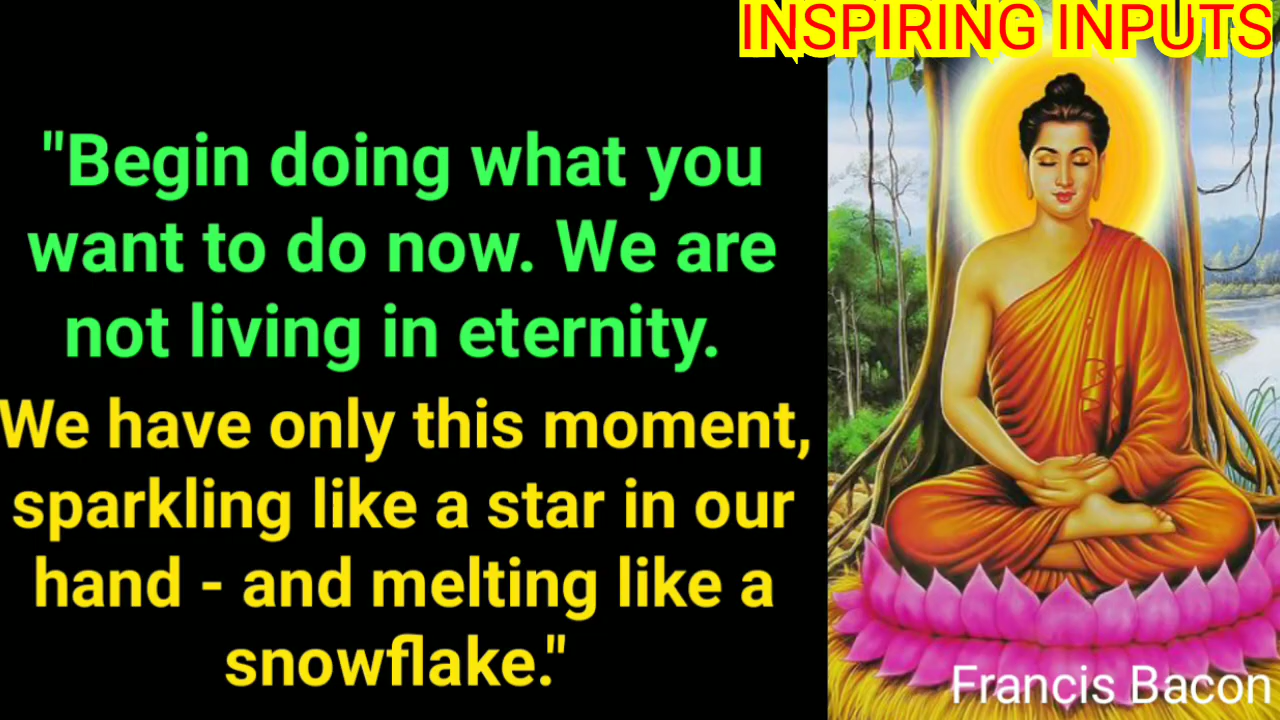 INSPIRING INPUTS
"Begin doing what you
want to do now. We are
not living in eternity.
We have only this moment,
sparkling like a star in our
hand - and melting like a
snowflake."
Francis Bacon